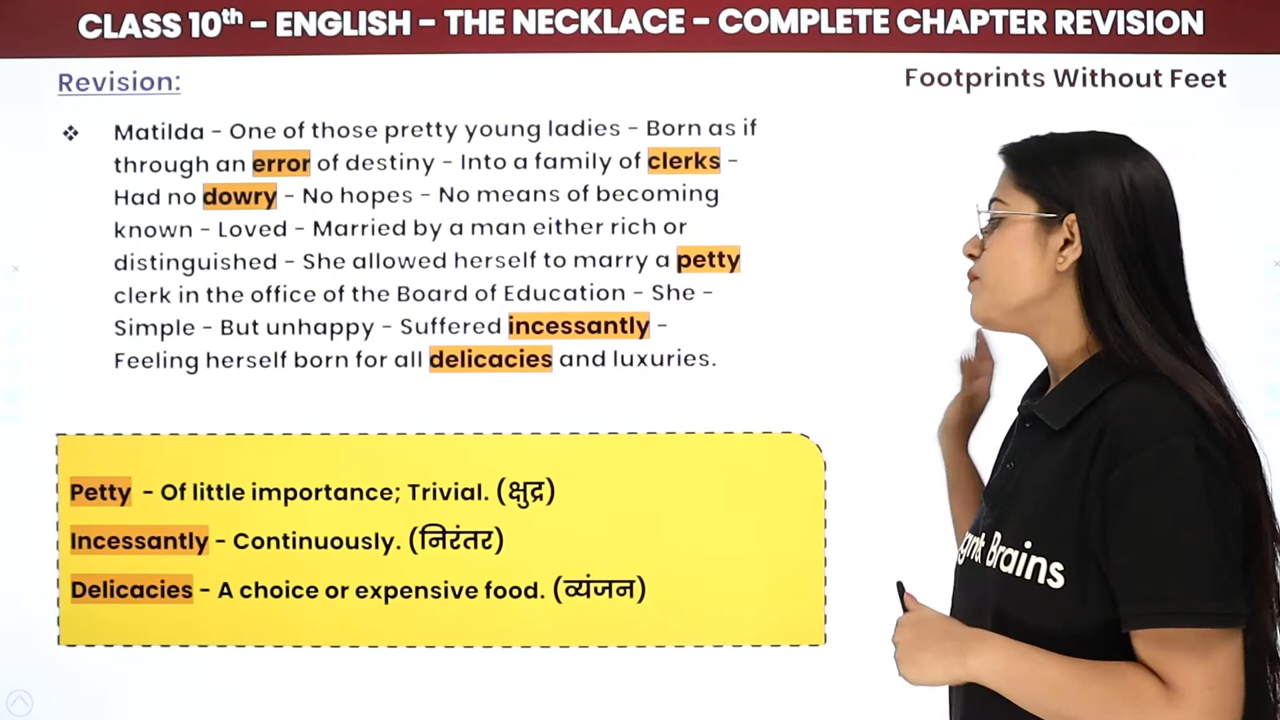 CLASS 10th – ENGLISH – THE NECKLACE – COMPLETE CHAPTER REVISION
Revision:
Footprints Without Feet
❖ Matilda - One of those pretty young ladies - Born as if
through an error of destiny - Into a family of clerks -
Had no dowry - No hopes - No means of becoming
known - Loved - Married by a man either rich or
distinguished - She allowed herself to marry a petty
clerk in the office of the Board of Education - She -
Simple - But unhappy - Suffered incessantly -
Feeling herself born for all delicacies and luxuries.
Petty - Of little importance; Trivial. (क्षुद्र)
Incessantly - Continuously. (निरंतर)
Delicacies - A choice or expensive food. (व्यंजन)
Brains